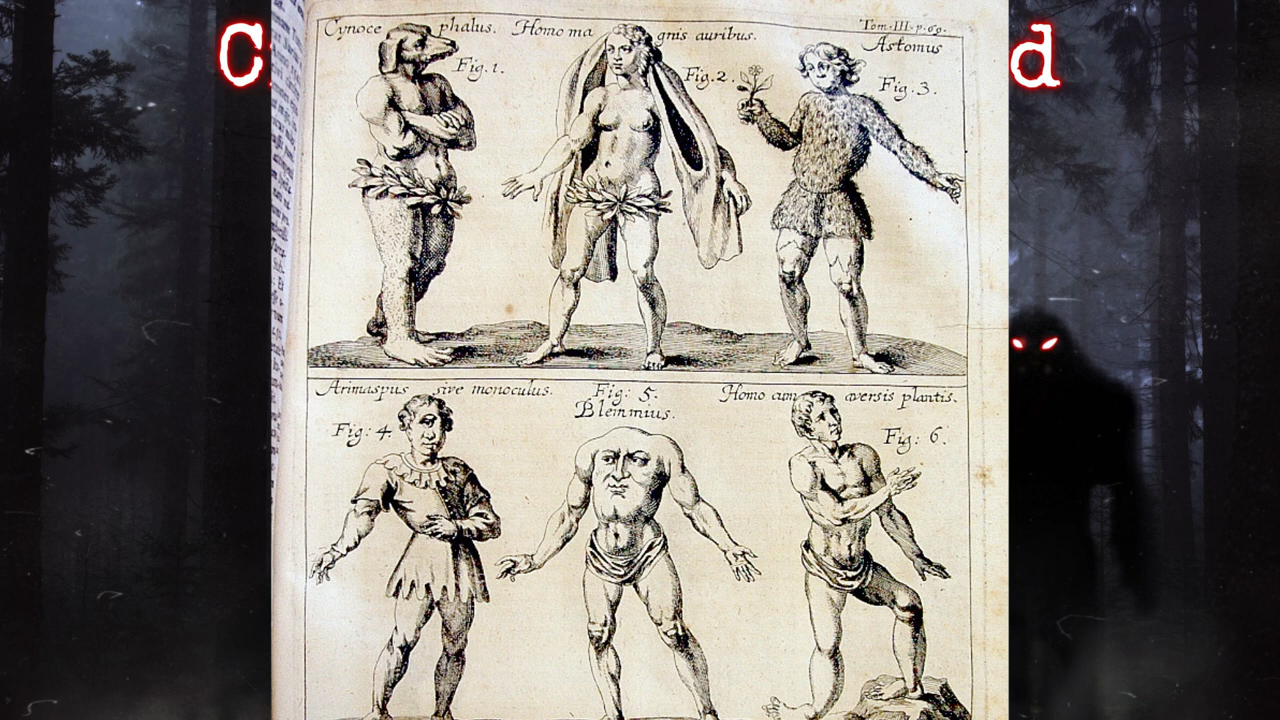 C d
Cynoce phalus. Homo ma gnis auribus. Tom. III. p. 69.
Astomus
Fig. 1. Fig. 2. Fig. 3.
Arimaspus sive monoculus. Fig: 5. Homo cum aversis plantis.
Blemmius.
Fig: 4. Fig: 6.